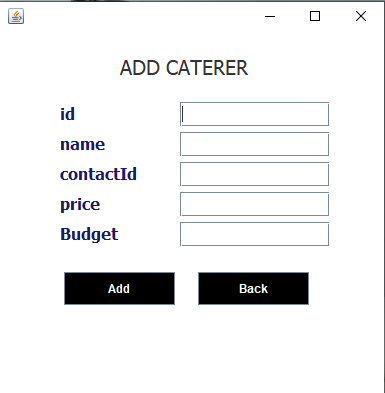 ADD CATERER
id
name
contactId
price
Budget
Add Back